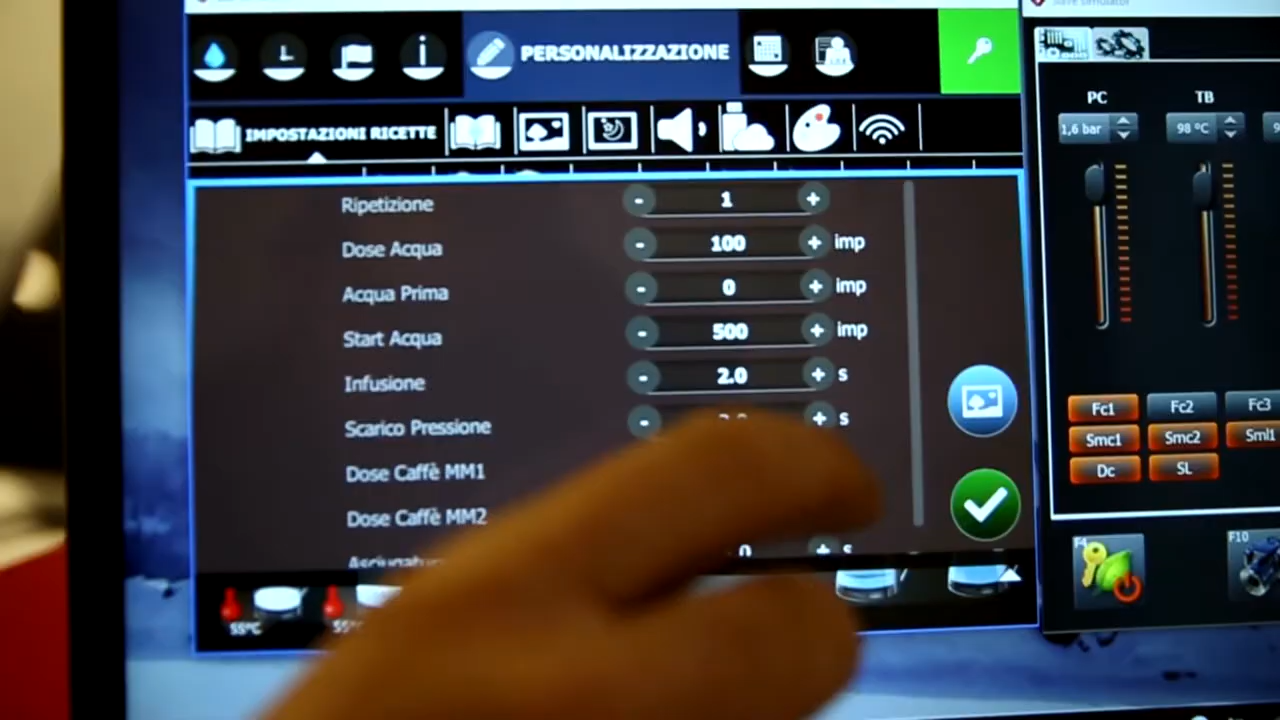 PERSONALIZZAZIONE
IMPOSTAZIONI RICETTE
Ripetizione - 1 +
Dose Acqua - 100 + imp
Acqua Prima - 0 + imp
Start Acqua - 500 + imp
Infusione - 2.0 + s
Scarico Pressione - + s
Dose Caffè MM1
Dose Caffè MM2
0 + s
55°C
PC TB
1,6 bar 98 °C
Fc1 Fc2 Fc3
Smc1 Smc2 Sml1
Dc SL
F4 F10